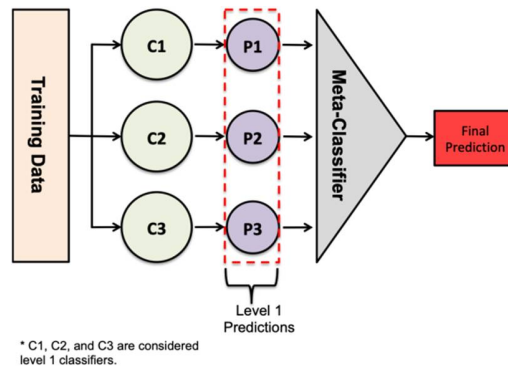 Training Data
C1
C2
C3
P1
P2
P3
Meta-Classifier
Final
Prediction
Level 1
Predictions
* C1, C2, and C3 are considered
level 1 classifiers.